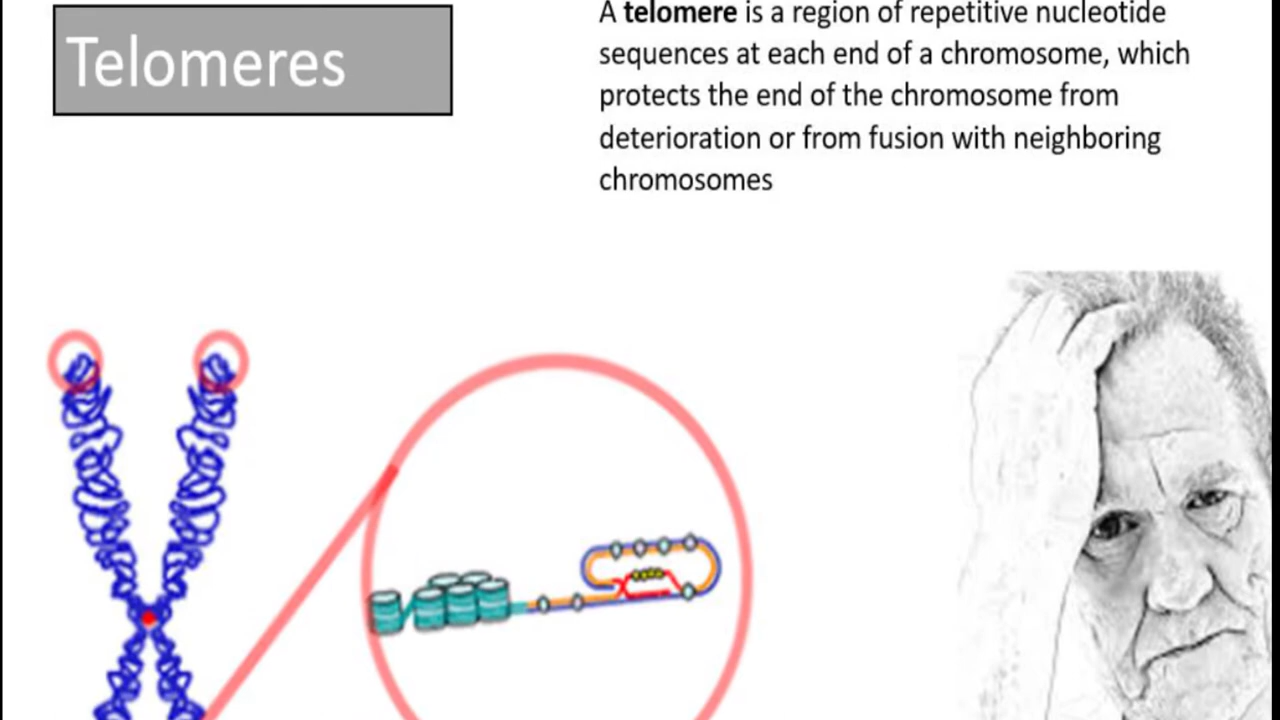 Telomeres
A telomere is a region of repetitive nucleotide
sequences at each end of a chromosome, which
protects the end of the chromosome from
deterioration or from fusion with neighboring
chromosomes